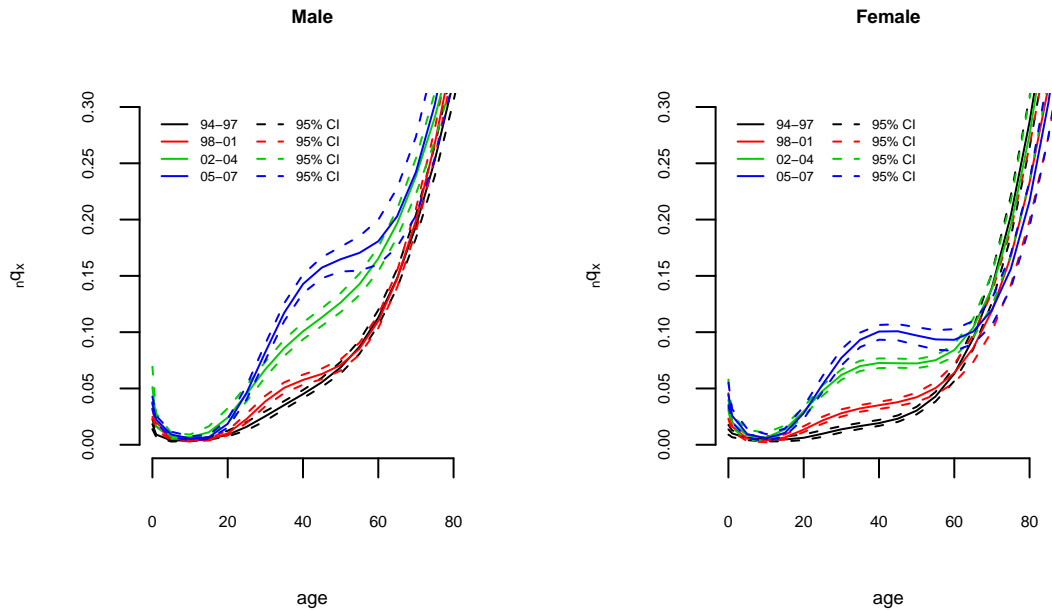 Male
0.30
0.25
0.20
0.15
0.10
0.05
0.00
nqx
94−97 95% CI
98−01 95% CI
02−04 95% CI
05−07 95% CI
0 20 40 60 80
age
Female
0.30
0.25
0.20
0.15
0.10
0.05
0.00
nqx
94−97 95% CI
98−01 95% CI
02−04 95% CI
05−07 95% CI
0 20 40 60 80
age